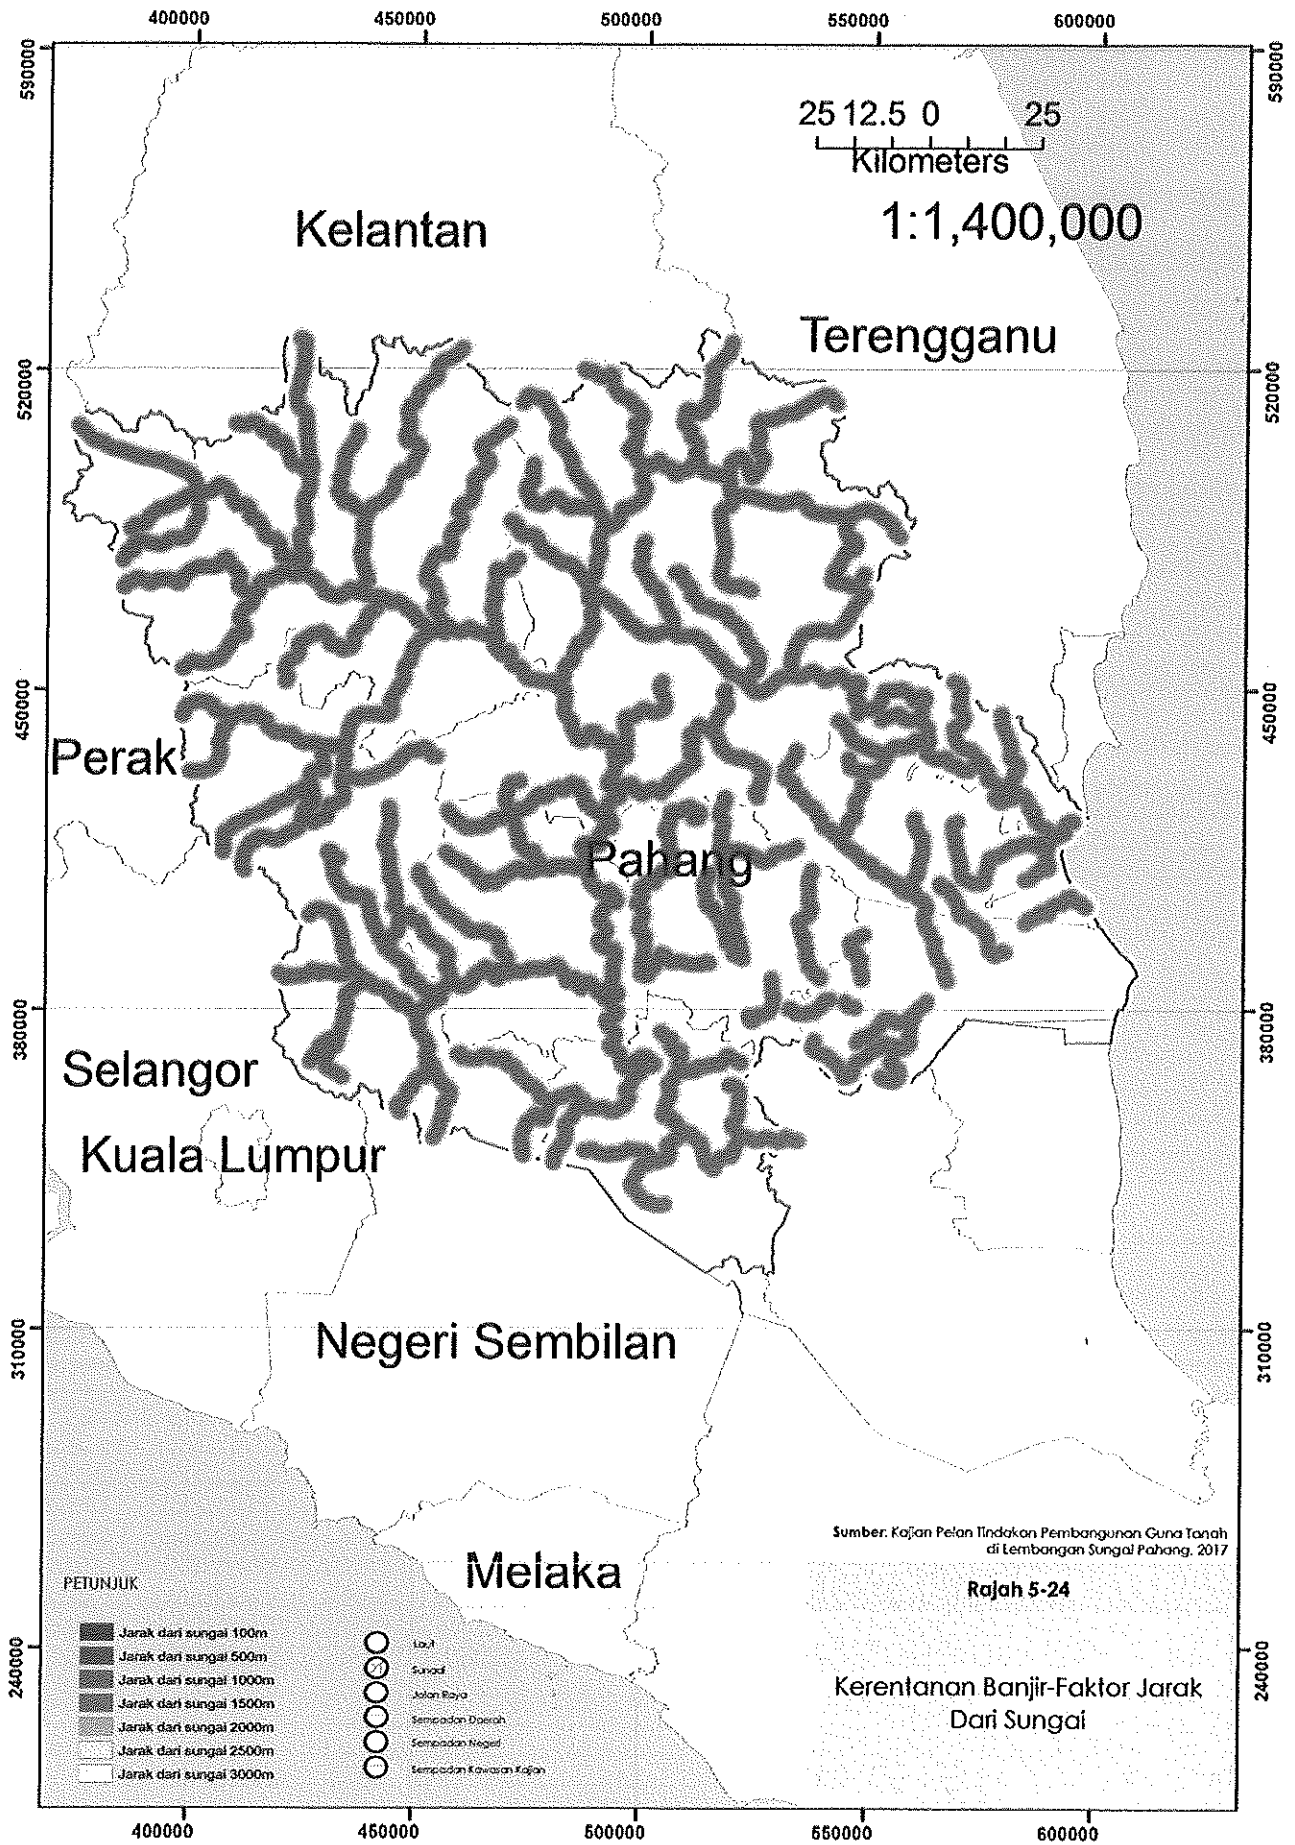 400000 450000 500000 550000 600000
590000 590000
25 12.5 0 25
Kilometers
1:1,400,000
Kelantan
Terengganu
520000 520000
450000 450000
Perak
Pahang
380000 380000
Selangor
Kuala Lumpur
310000 310000
Negeri Sembilan
Sumber: Kajian Pelan Tindakan Pembangunan Guna Tanah
di Lembangan Sungai Pahang, 2017
Melaka
Rajah 5-24
Kerentanan Banjir-Faktor Jarak
Dari Sungai
240000 240000
PETUNJUK
Jarak dari sungai 100m
Jarak dari sungai 500m
Jarak dari sungai 1000m
Jarak dari sungai 1500m
Jarak dari sungai 2000m
Jarak dari sungai 2500m
Jarak dari sungai 3000m
Laut
Sungai
Jalan Raya
Sempadan Daerah
Sempadan Negeri
Sempadan Kawasan Kajian
400000 450000 500000 550000 600000